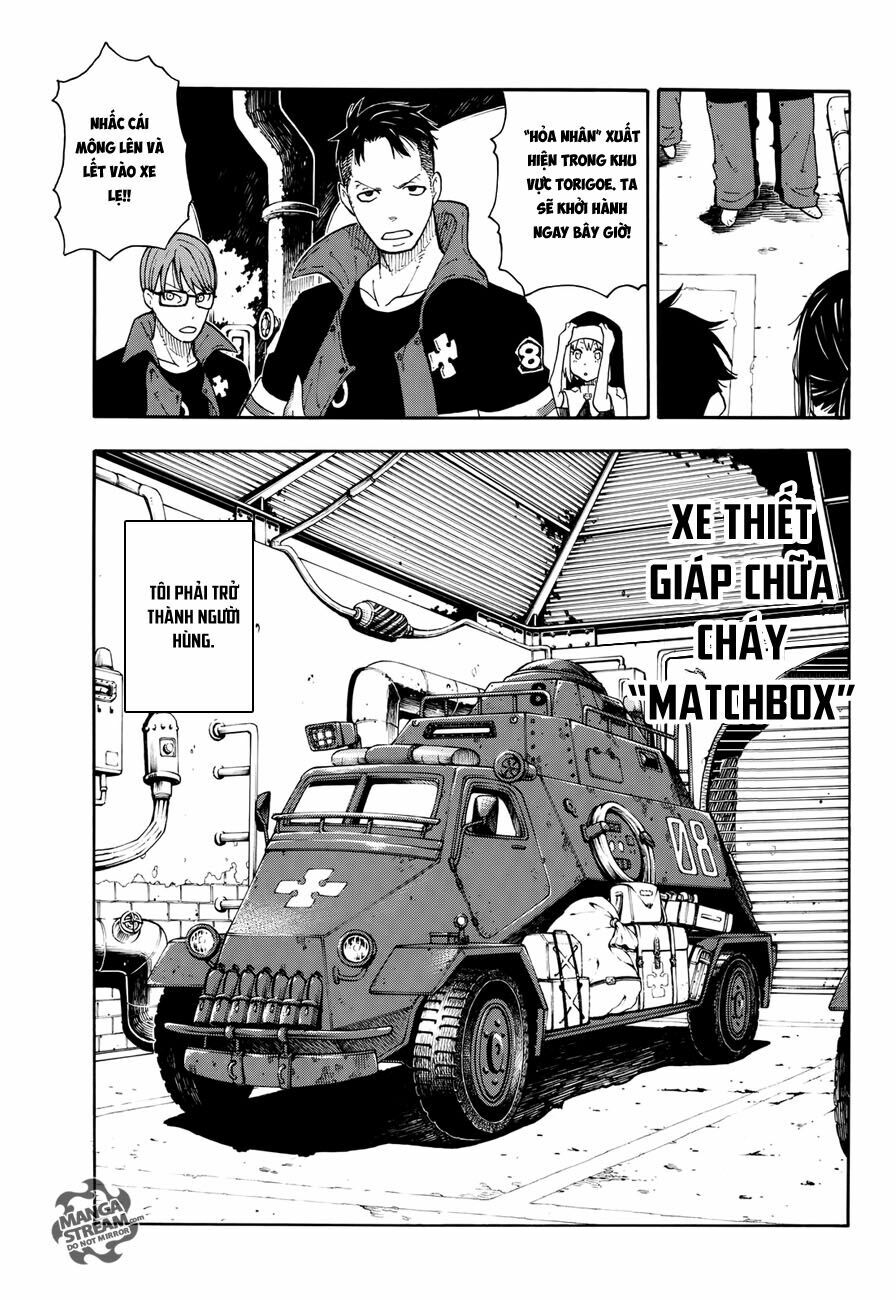 “HỎA NHÂN” XUẤT
HIỆN TRONG KHU
VỰC TORIGOE. TA
SẼ KHỞI HÀNH
NGAY BÂY GIỜ!
8
NHẤC CÁI
MÔNG LÊN VÀ
LẾT VÀO XE
LẸ!!
XE THIẾT
GIÁP CHỮA
CHÁY
“MATCHBOX”
TÔI PHẢI TRỞ
THÀNH NGƯỜI
HÙNG.
08
MANGA
STREAM.com
DO NOT MIRROR!